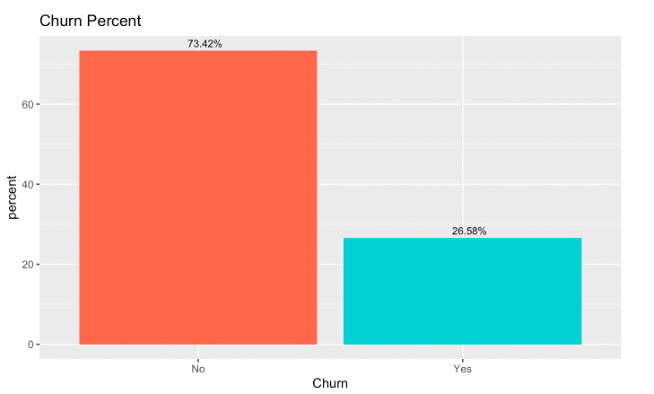 Churn Percent
73.42%
60
40
percent
26.58%
20
0
No
Yes
Churn